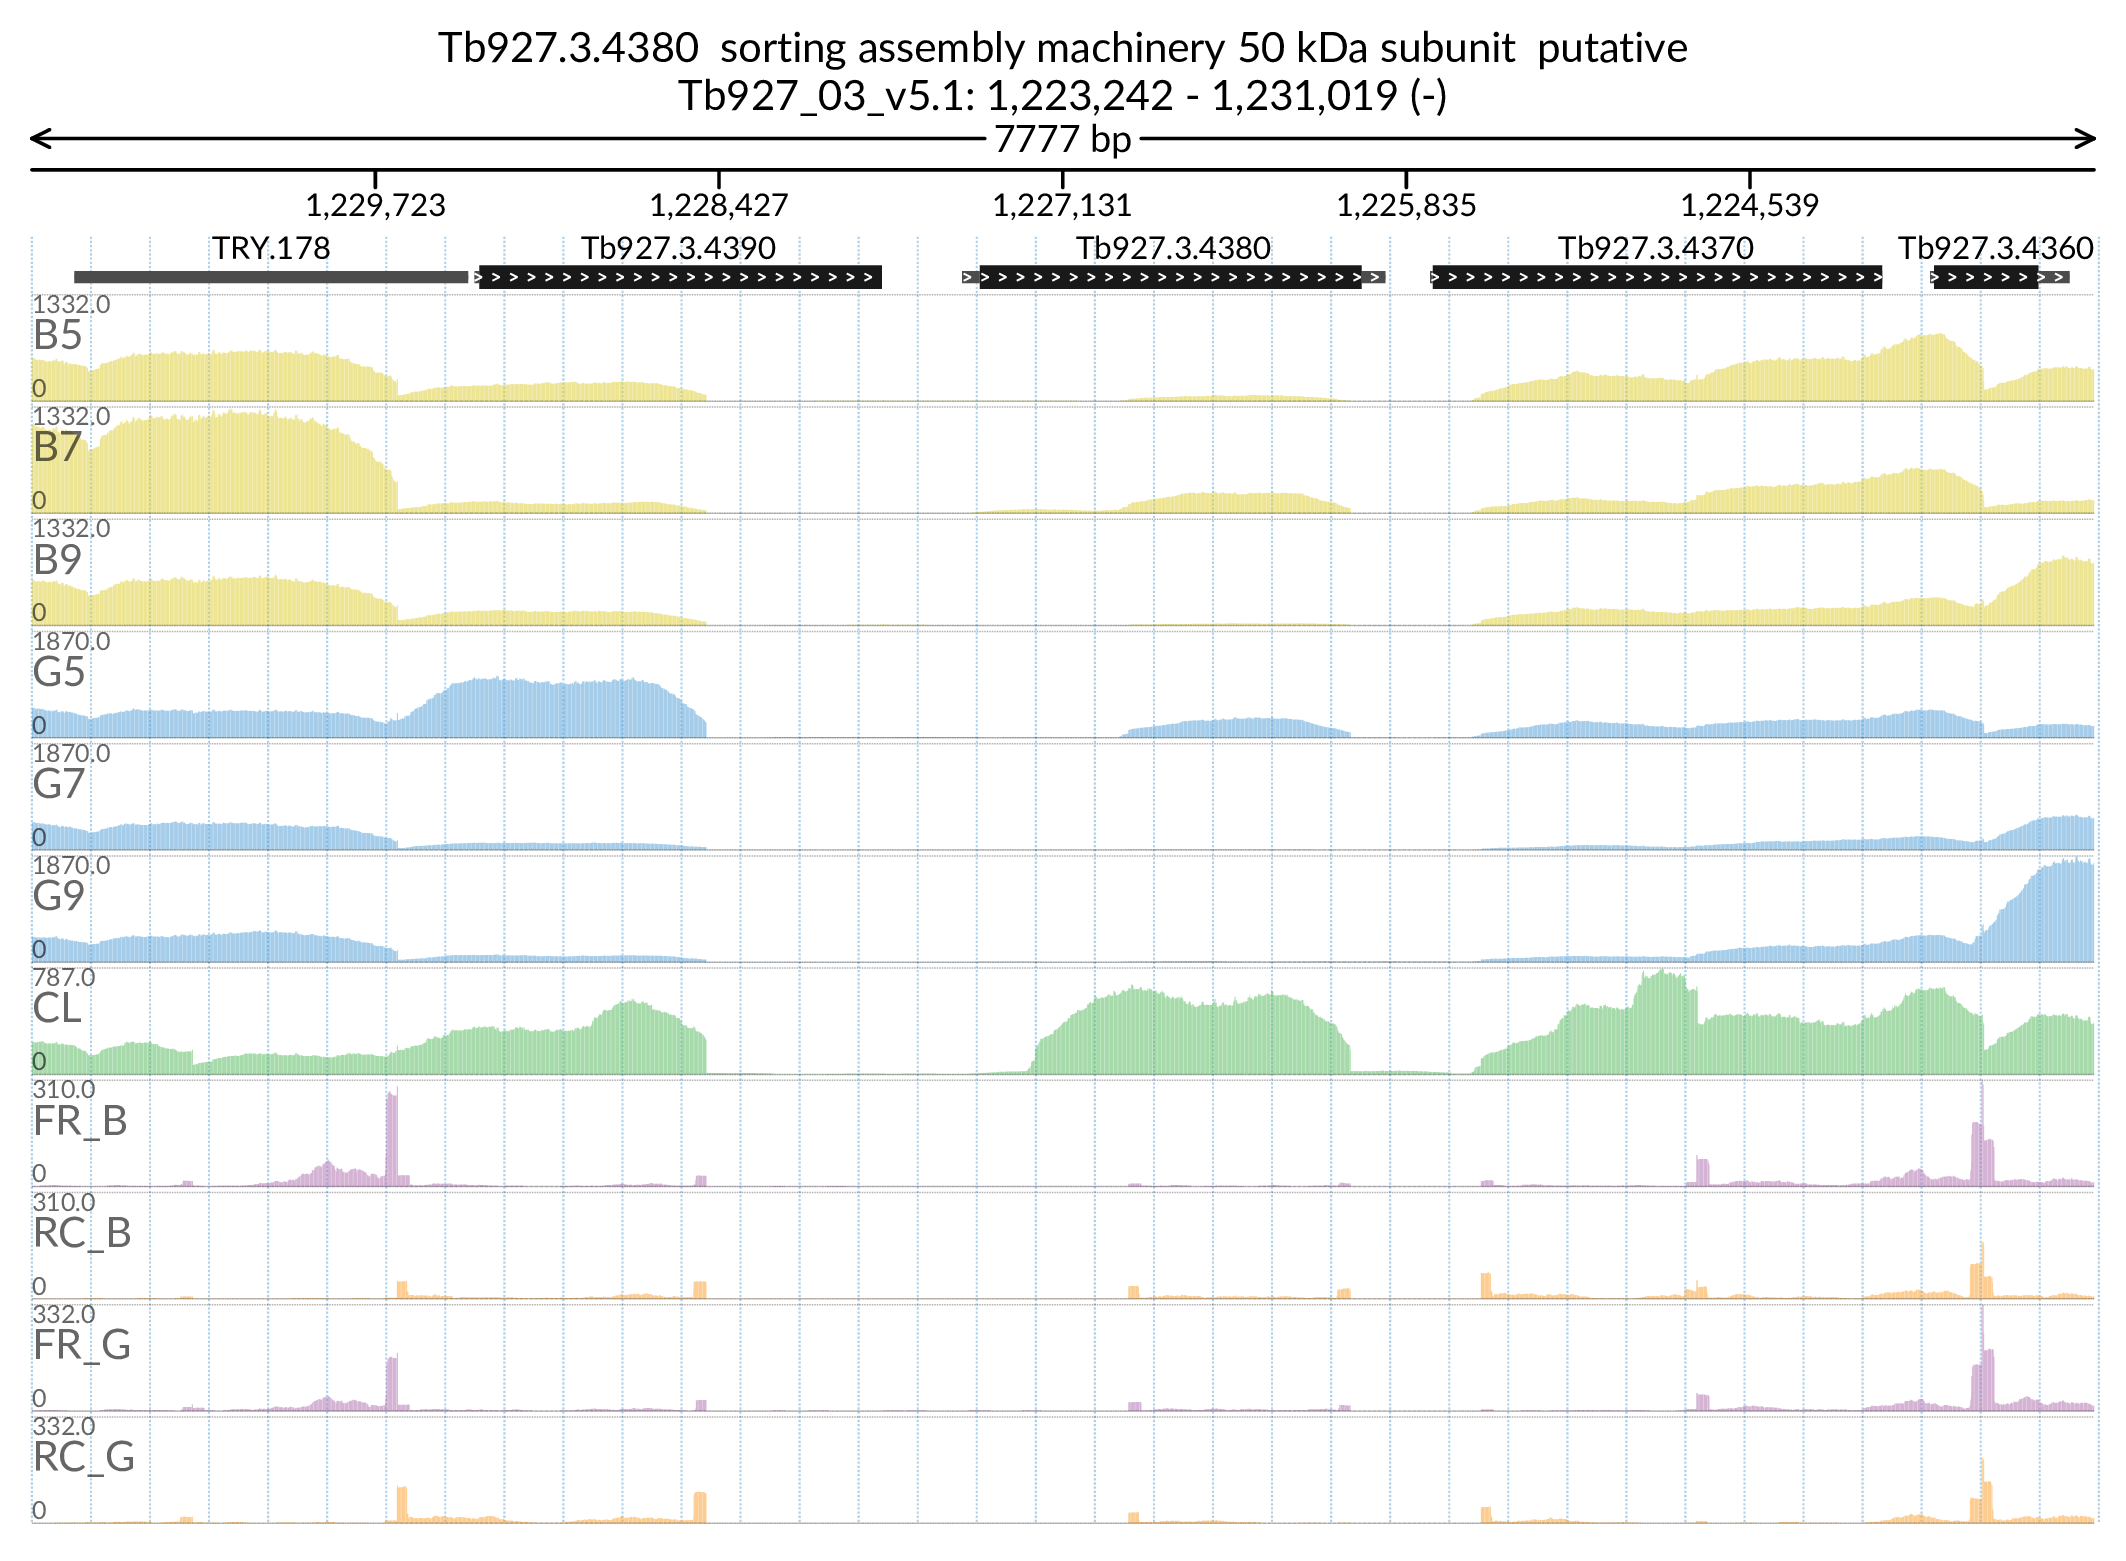 Tb927.3.4380 sorting assembly machinery 50 kDa subunit putative
Tb927_03_v5.1: 1,223,242 - 1,231,019 (-)
7777 bp
1,229,723 1,228,427 1,227,131 1,225,835 1,224,539
TRY.178 Tb927.3.4390 Tb927.3.4380 Tb927.3.4370 Tb927.3.4360
1332.0
B5
0
1332.0
B7
0
1332.0
B9
0
1870.0
G5
0
1870.0
G7
0
1870.0
G9
0
787.0
CL
0
310.0
FR_B
0
310.0
RC_B
0
332.0
FR_G
0
332.0
RC_G
0